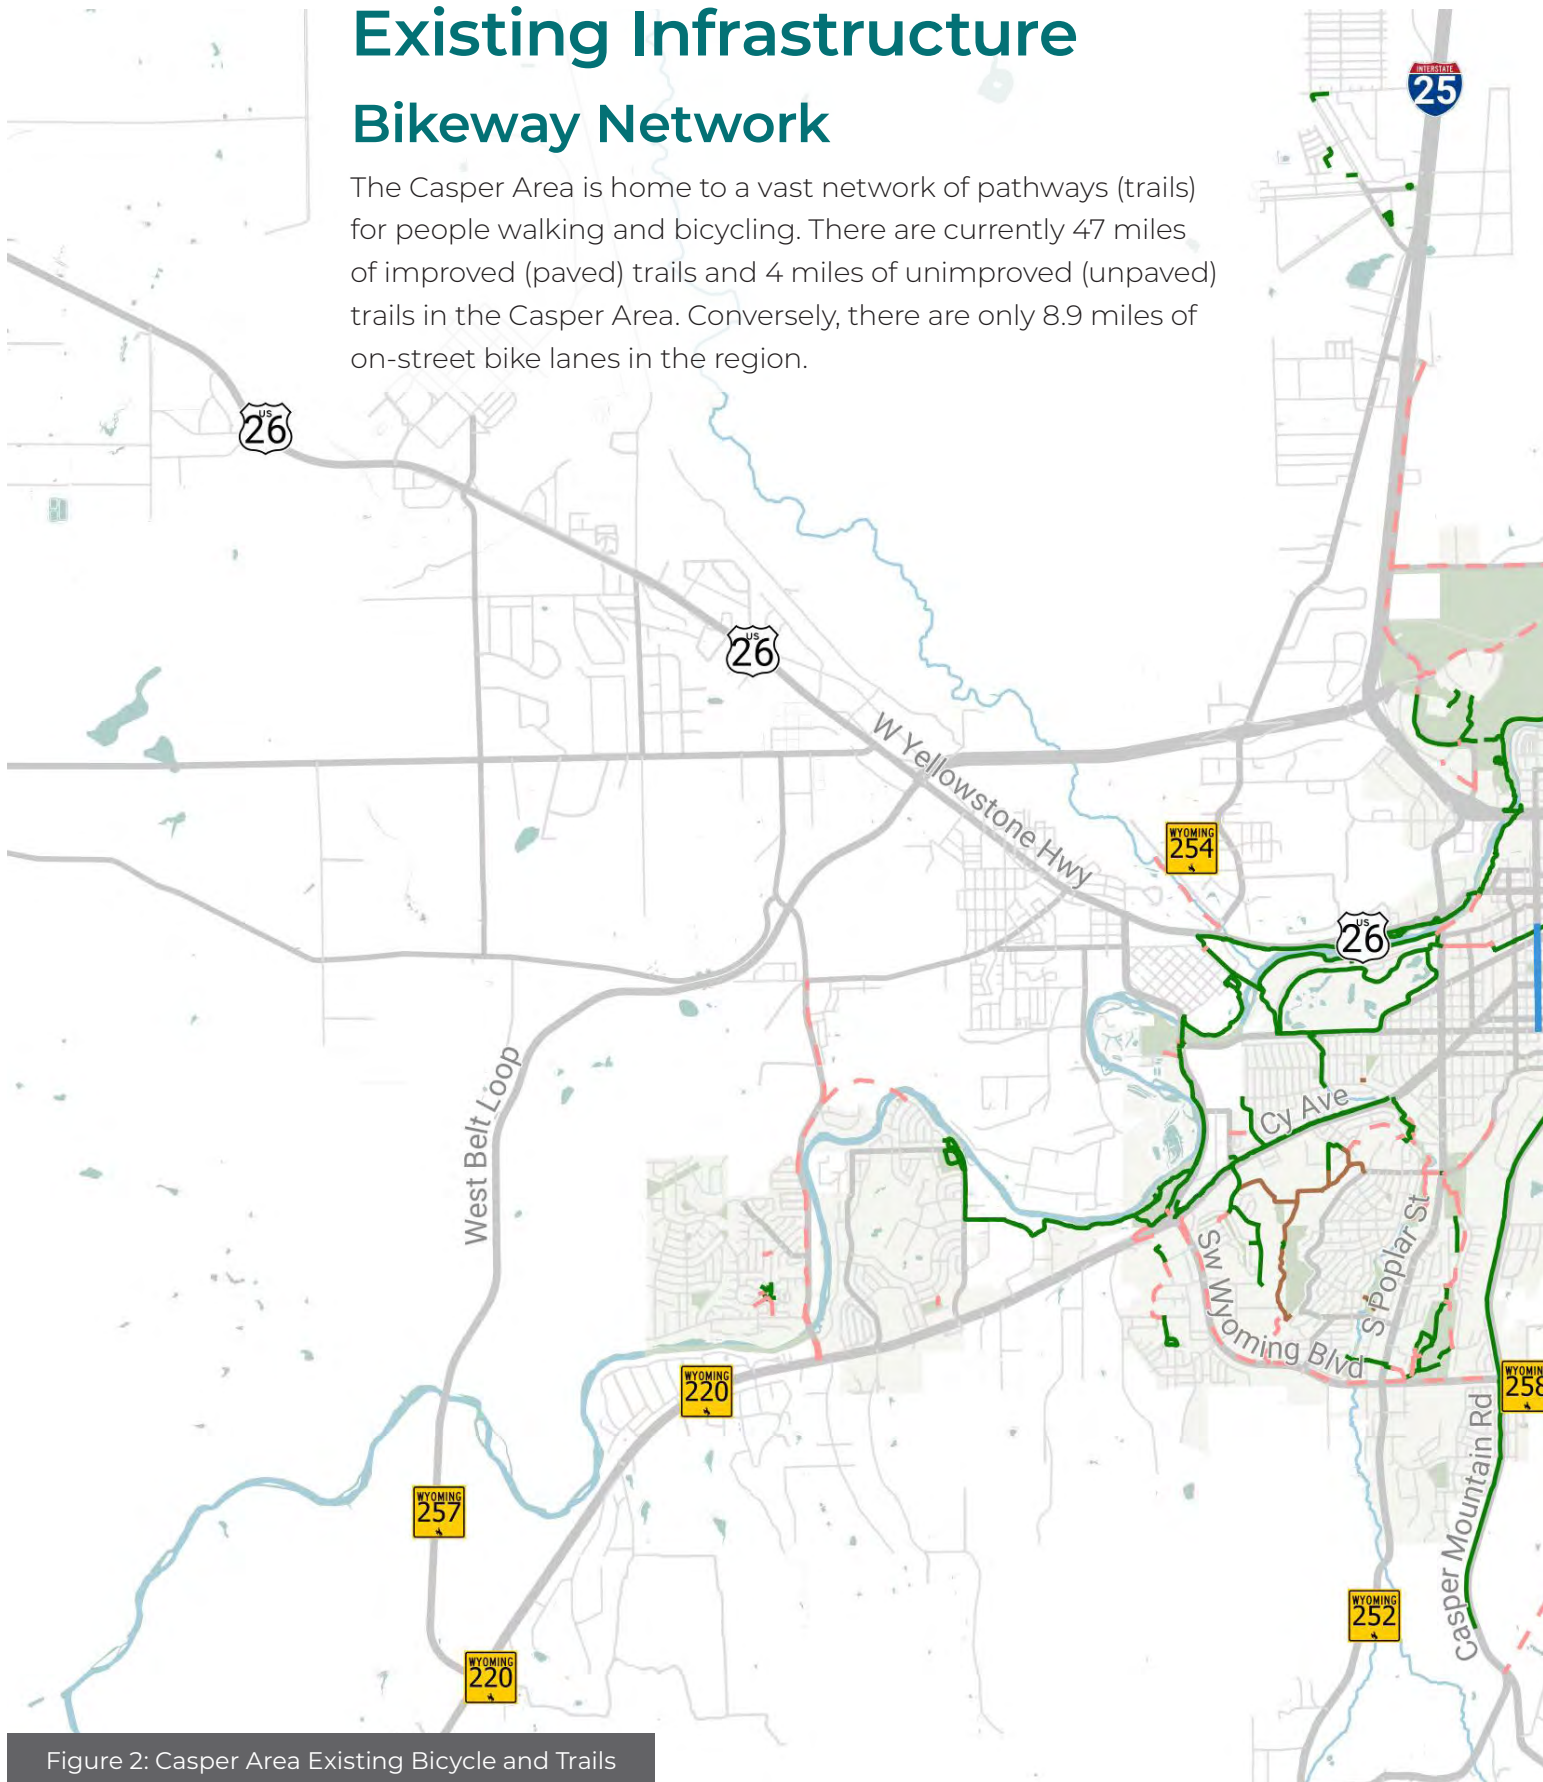 Existing Infrastructure
Bikeway Network
The Casper Area is home to a vast network of pathways (trails)
for people walking and bicycling. There are currently 47 miles
of improved (paved) trails and 4 miles of unimproved (unpaved)
trails in the Casper Area. Conversely, there are only 8.9 miles of
on-street bike lanes in the region.
INTERSTATE
25
US
26
US
26
W Yellowstone Hwy
WYOMING
254
US
26
West Belt Loop
Cy Ave
S Poplar St
Sw Wyoming Blvd
WYOMING
220
WYOMIN
258
Casper Mountain Rd
WYOMING
257
WYOMING
252
WYOMING
220
Figure 2: Casper Area Existing Bicycle and Trails